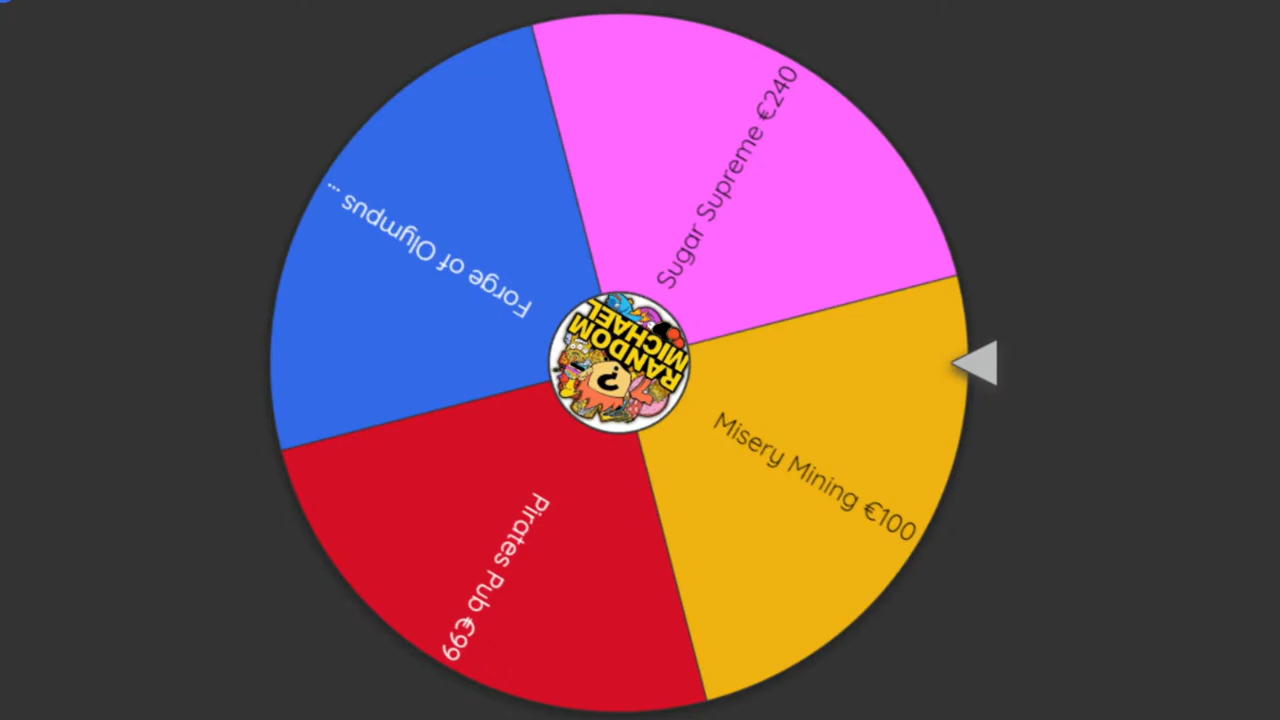 Sugar Supreme €240
Forge of Olympus ...
RANDOM
MICHAEL
?
Misery Mining €100
Pirates Pub €99